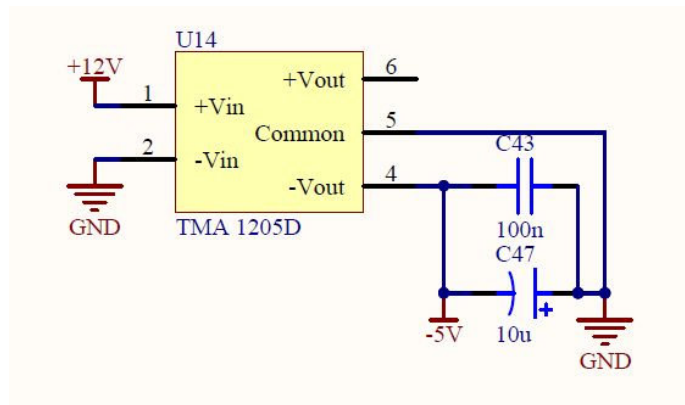 U14
+12V
1
+Vin
+Vout
6
Common
5
2
-Vin
-Vout
4
GND
TMA 1205D
C43
100n
C47
+
-5V
10u
GND